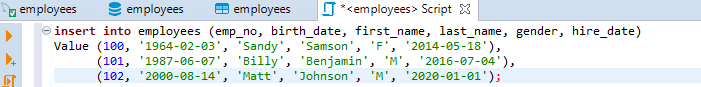 employees
employees
employees
*<employees> Script
insert into employees (emp_no, birth_date, first_name, last_name, gender, hire_date)
Value (100, '1964-02-03', 'Sandy', 'Samson', 'F', '2014-05-18'),
(101, '1987-06-07', 'Billy', 'Benjamin', 'M', '2016-07-04'),
(102, '2000-08-14', 'Matt', 'Johnson', 'M', '2020-01-01');